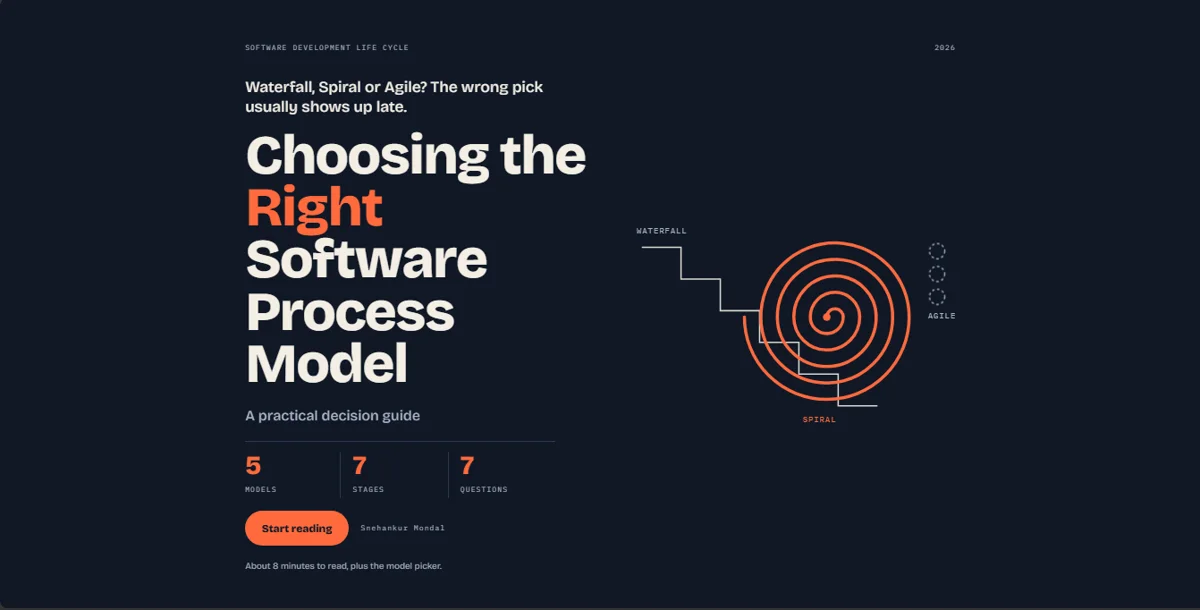 SOFTWARE DEVELOPMENT LIFE CYCLE
2026
Waterfall, Spiral or Agile? The wrong pick
usually shows up late.
Choosing the
Right
Software
Process
Model
A practical decision guide
5
MODELS
7
STAGES
7
QUESTIONS
Start reading
Snehankur Mondal
About 8 minutes to read, plus the model picker.
WATERFALL
AGILE
SPIRAL